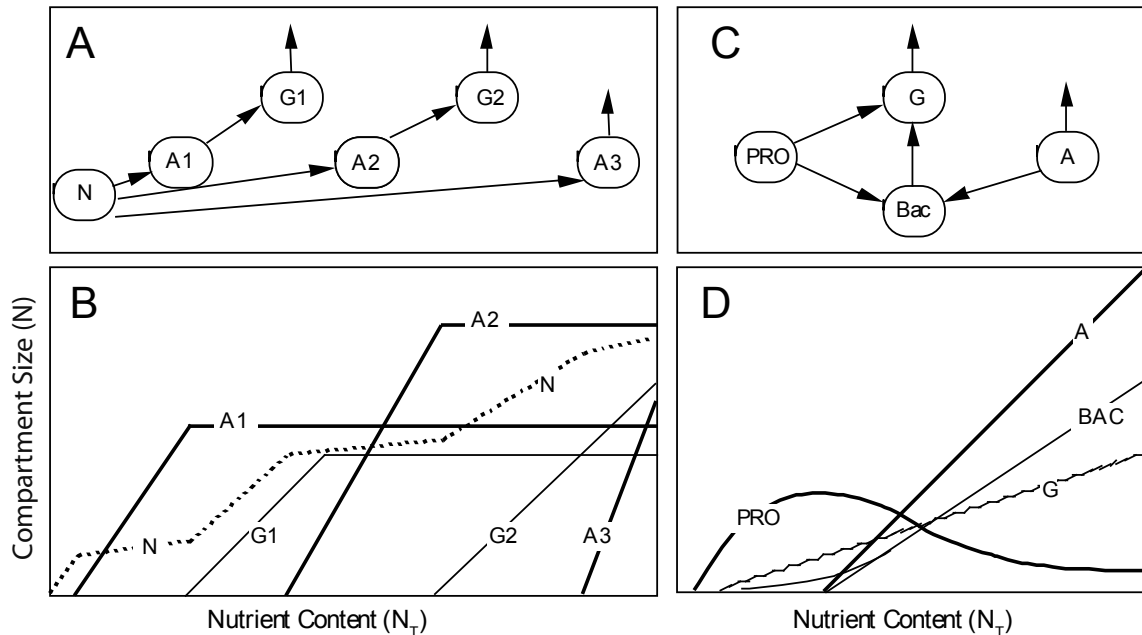 A
G1
G2
A1
A2
A3
N
C
G
PRO
A
Bac
B
A2
N
A1
N
G1
G2
A3
Compartment Size (N)
Nutrient Content (N_T)
D
A
BAC
G
PRO
Nutrient Content (N_T)